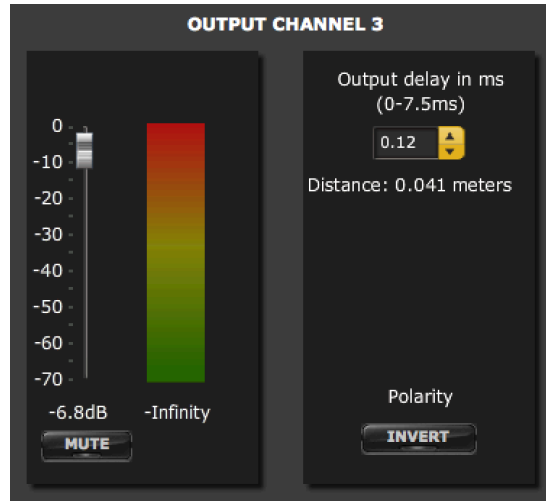 OUTPUT CHANNEL 3
0
-10
-20
-30
-40
-50
-60
-70
-6.8dB
-Infinity
MUTE
Output delay in ms
(0-7.5ms)
0.12
Distance: 0.041 meters
Polarity
INVERT